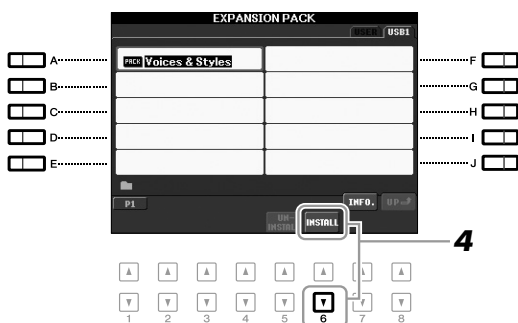 EXPANSION PACK
USER USB1
A F
PACK Voices & Styles
B G
C H
D I
E J
P1 INFO. UP
UN-INSTALL INSTALL
4
1 2 3 4 5 6 7 8